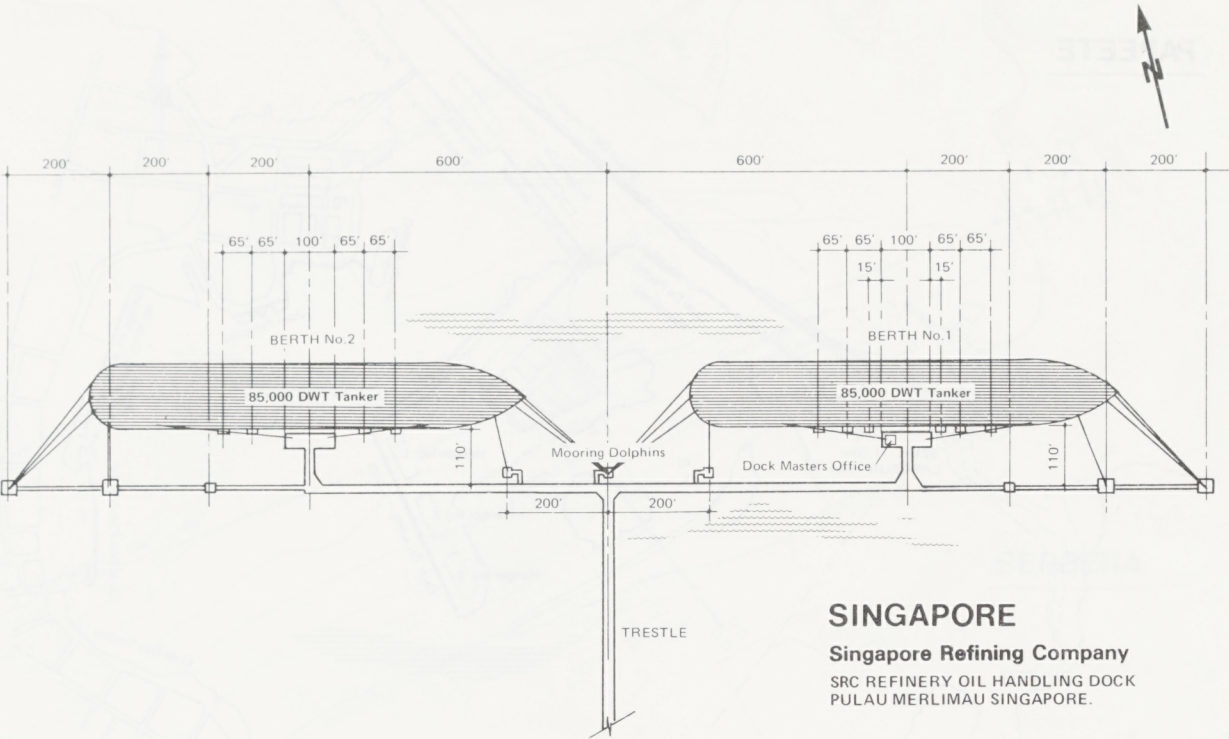 N
200' 200' 200' 600' 600' 200' 200' 200'
65' 65' 100' 65' 65'
65' 65' 100' 65' 65'
15' 15'
BERTH No.2
BERTH No.1
85,000 DWT Tanker
85,000 DWT Tanker
110'
Mooring Dolphins
Dock Masters Office
110'
200' 200'
TRESTLE
SINGAPORE
Singapore Refining Company
SRC REFINERY OIL HANDLING DOCK
PULAU MERLIMAU SINGAPORE.